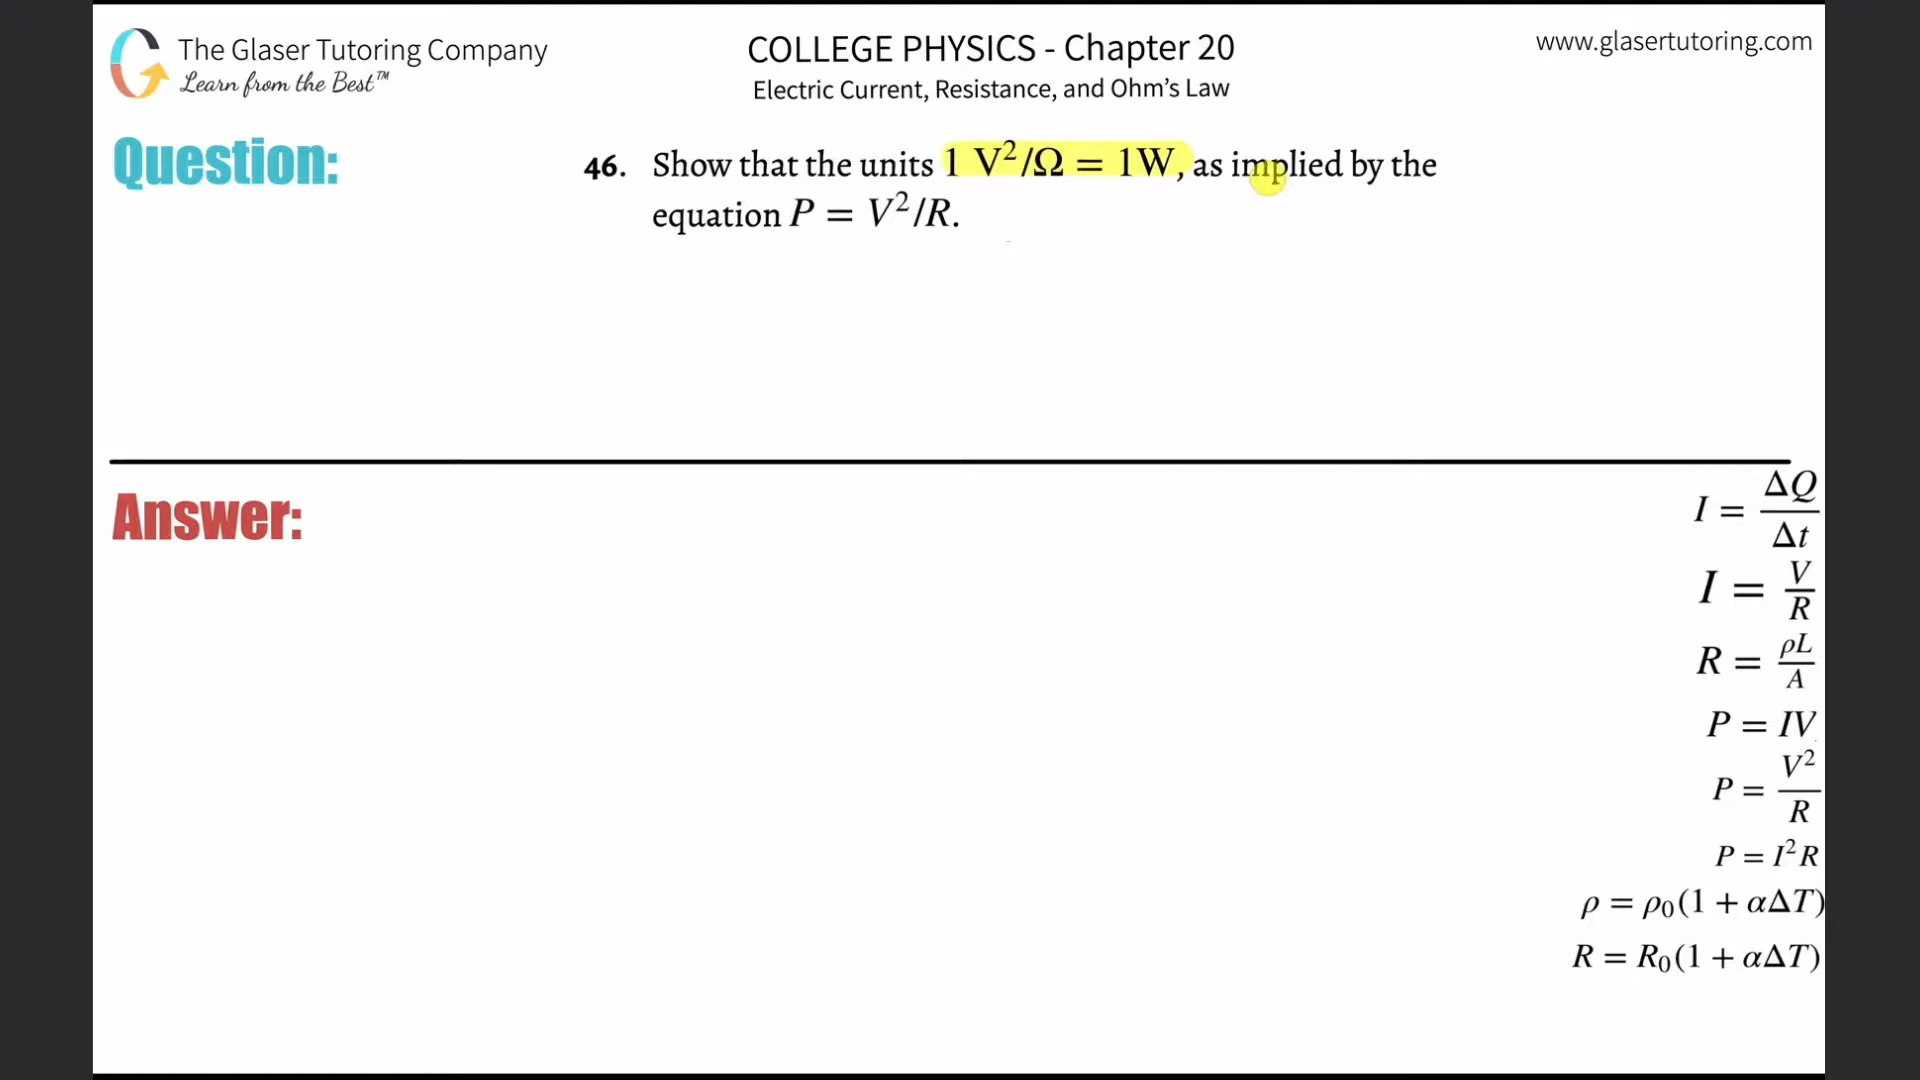 The Glaser Tutoring Company
Learn from the Best™
COLLEGE PHYSICS - Chapter 20
Electric Current, Resistance, and Ohm's Law
www.glasertutoring.com
Question:
46. Show that the units 1 V²/Ω = 1W, as implied by the
equation P = V²/R.
Answer:
I = ΔQ/Δt
I = V/R
R = ρL/A
P = IV
P = V²/R
P = I²R
ρ = ρ₀(1 + αΔT)
R = R₀(1 + αΔT)